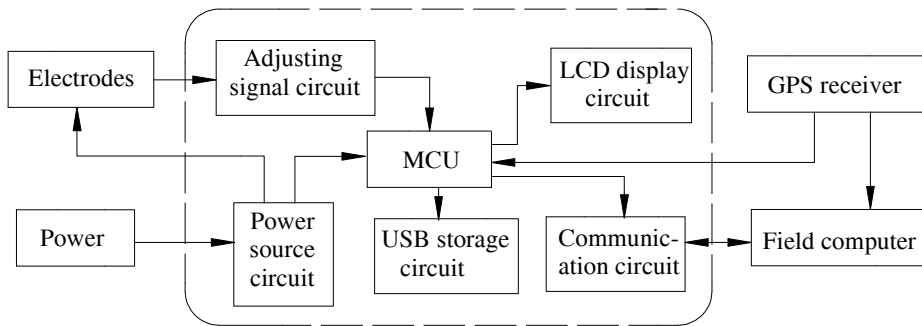 Electrodes
Adjusting
signal circuit
LCD display
circuit
GPS receiver
MCU
Power
Power
source
circuit
USB storage
circuit
Communic-
ation circuit
Field computer